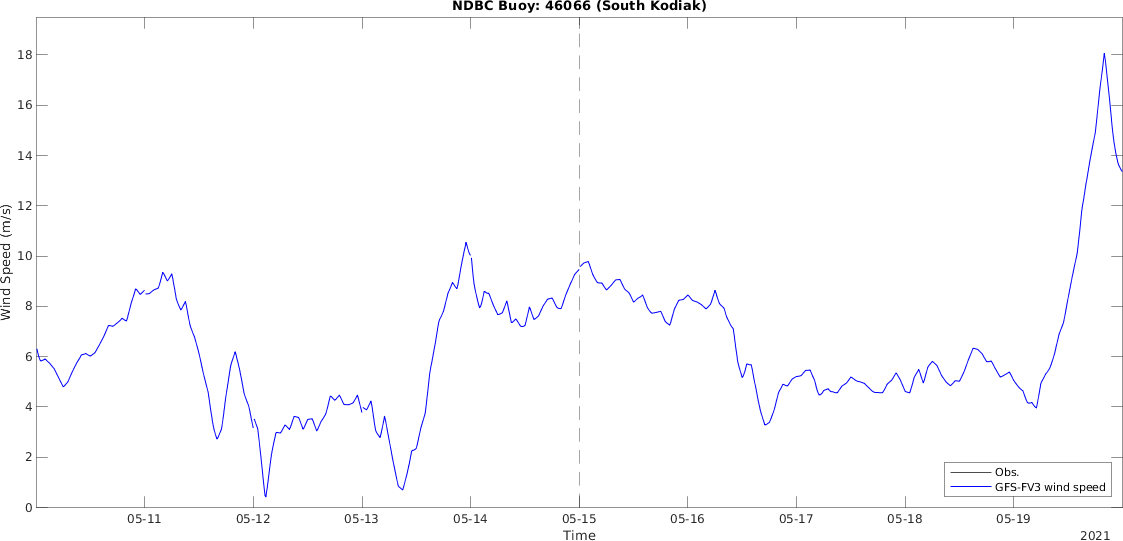 NDBC Buoy: 46066 (South Kodiak)
18
16
14
12
10
8
6
4
2
0
Wind Speed (m/s)
Obs.
GFS-FV3 wind speed
05-11 05-12 05-13 05-14 05-15 05-16 05-17 05-18 05-19
Time
2021